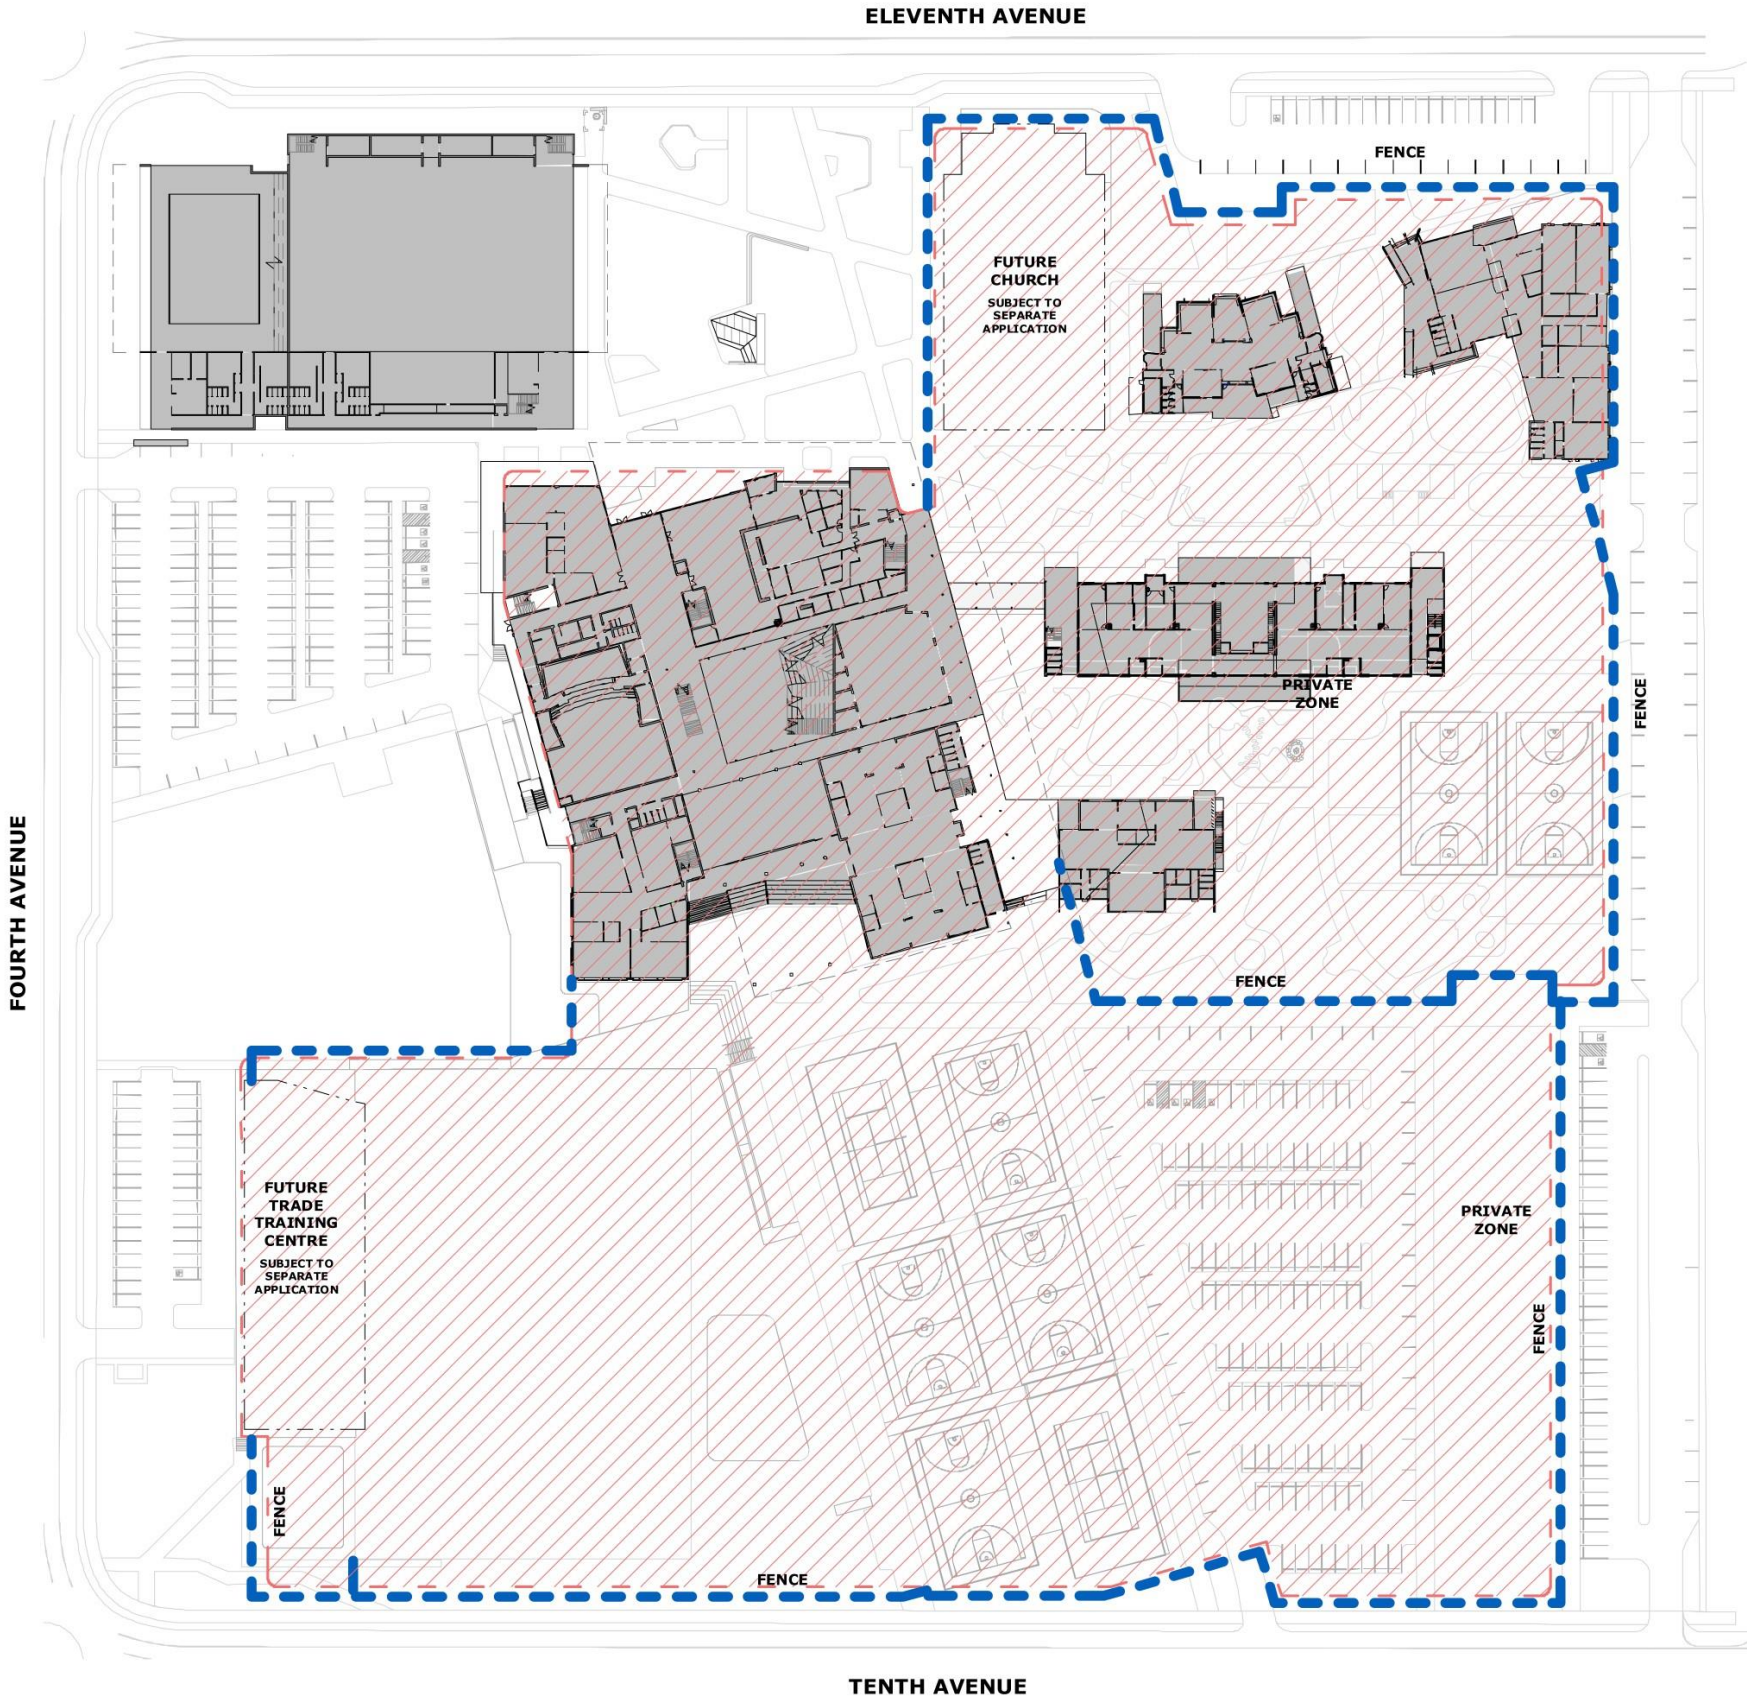 ELEVENTH AVENUE
FENCE
FUTURE
CHURCH
SUBJECT TO
SEPARATE
APPLICATION
PRIVATE
ZONE
FENCE
FOURTH AVENUE
FENCE
FUTURE
TRADE
TRAINING
CENTRE
SUBJECT TO
SEPARATE
APPLICATION
PRIVATE
ZONE
FENCE
FENCE
FENCE
TENTH AVENUE